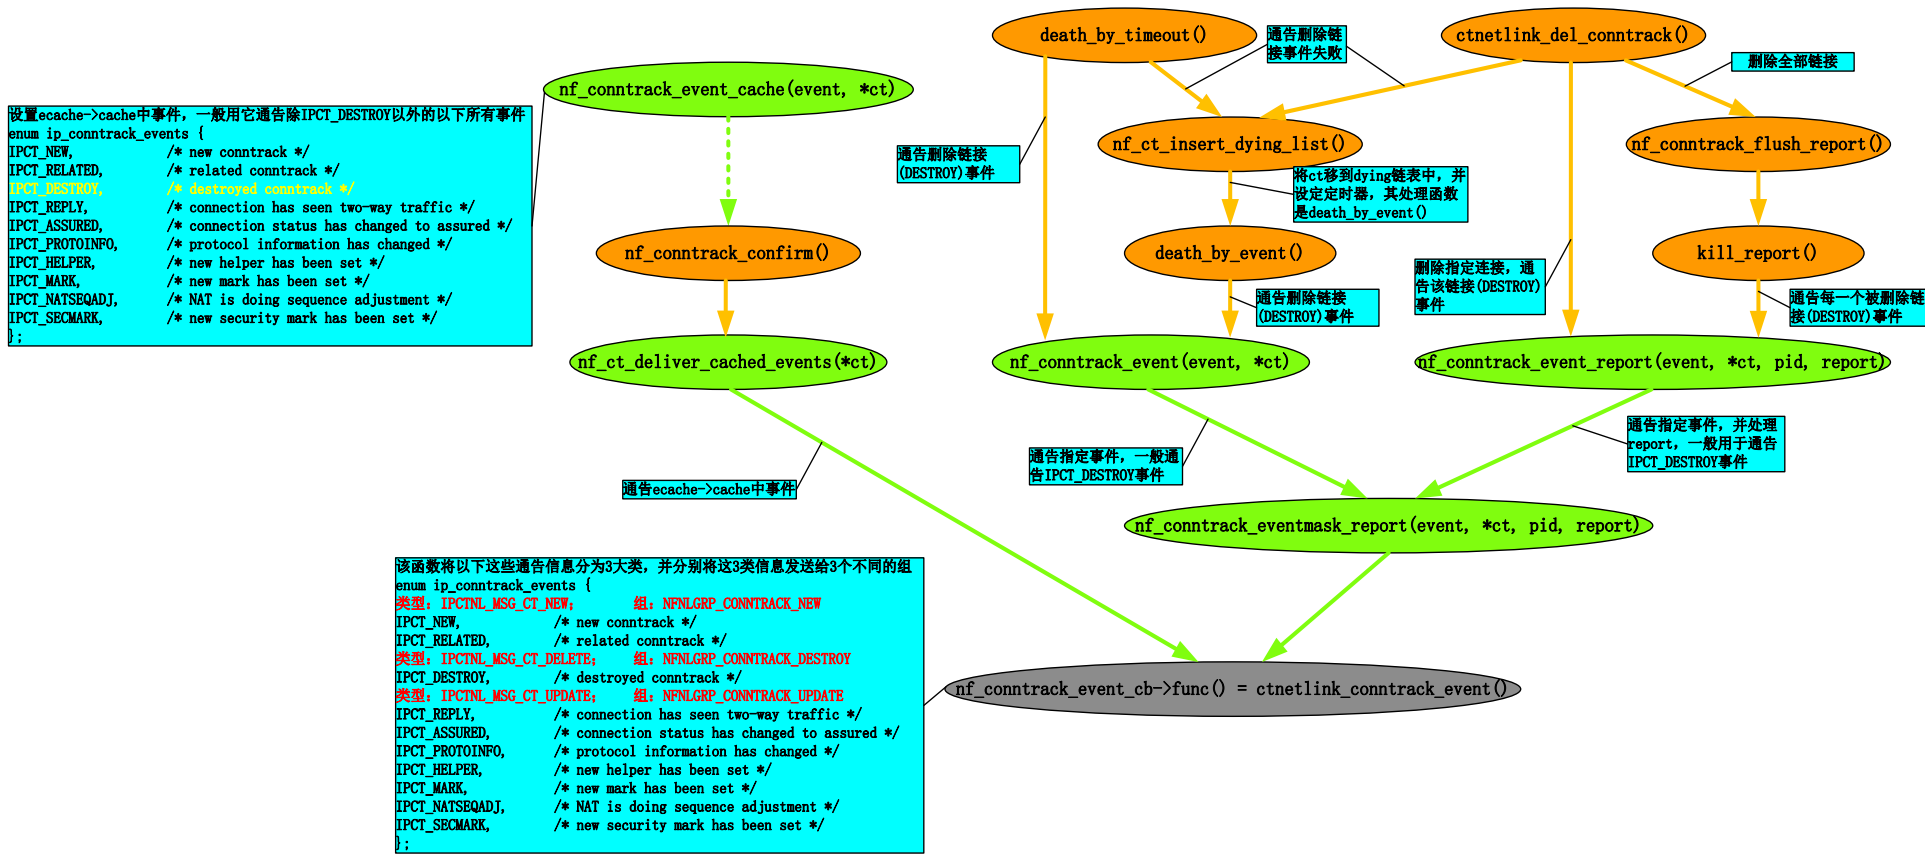 death_by_timeout()
通告删除链
接事件失败
ctnetlink_del_conntrack()
删除全部链接
nf_conntrack_event_cache(event, *ct)
设置ecache->cache中事件, 一般用它通告除IPCT_DESTROY以外的以下所有事件
enum ip_conntrack_events {
IPCT_NEW, /* new conntrack */
IPCT_RELATED, /* related conntrack */
IPCT_DESTROY, /* destroyed conntrack */
IPCT_REPLY, /* connection has seen two-way traffic */
IPCT_ASSURED, /* connection status has changed to assured */
IPCT_PROTOINFO, /* protocol information has changed */
IPCT_HELPER, /* new helper has been set */
IPCT_MARK, /* new mark has been set */
IPCT_NATSEQADJ, /* NAT is doing sequence adjustment */
IPCT_SECMARK, /* new security mark has been set */
};
通告删除链接
(DESTROY)事件
nf_ct_insert_dying_list()
nf_conntrack_flush_report()
将ct移到dying链表中, 并
设定定时器, 其处理函数
是death_by_event()
nf_conntrack_confirm()
death_by_event()
kill_report()
删除指定连接, 通
告该链接(DESTROY)
事件
通告删除链接
(DESTROY)事件
通告每一个被删除链
接(DESTROY)事件
nf_ct_deliver_cached_events(*ct)
nf_conntrack_event(event, *ct)
nf_conntrack_event_report(event, *ct, pid, report)
通告指定事件, 一般通
告IPCT_DESTROY事件
通告指定事件, 并处理
report, 一般用于通告
IPCT_DESTROY事件
通告ecache->cache中事件
nf_conntrack_eventmask_report(event, *ct, pid, report)
该函数将以下这些通告信息分为3大类, 并分别将这3类信息发送给3个不同的组
enum ip_conntrack_events {
类型: IPCTNL_MSG_CT_NEW; 组: NFNLGRP_CONNTRACK_NEW
IPCT_NEW, /* new conntrack */
IPCT_RELATED, /* related conntrack */
类型: IPCTNL_MSG_CT_DELETE; 组: NFNLGRP_CONNTRACK_DESTROY
IPCT_DESTROY, /* destroyed conntrack */
类型: IPCTNL_MSG_CT_UPDATE; 组: NFNLGRP_CONNTRACK_UPDATE
IPCT_REPLY, /* connection has seen two-way traffic */
IPCT_ASSURED, /* connection status has changed to assured */
IPCT_PROTOINFO, /* protocol information has changed */
IPCT_HELPER, /* new helper has been set */
IPCT_MARK, /* new mark has been set */
IPCT_NATSEQADJ, /* NAT is doing sequence adjustment */
IPCT_SECMARK, /* new security mark has been set */
};
nf_conntrack_event_cb->func() = ctnetlink_conntrack_event()